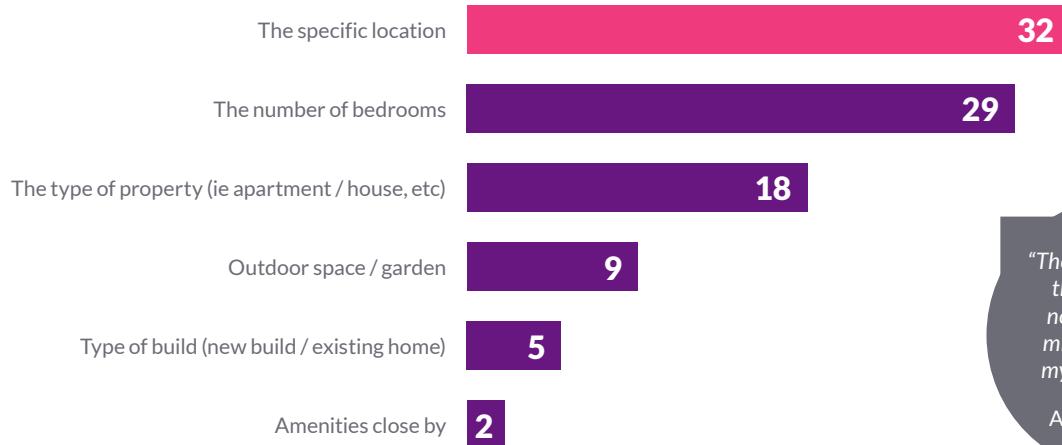 The specific location 32
The number of bedrooms 29
The type of property (ie apartment / house, etc) 18
Outdoor space / garden 9
Type of build (new build / existing home) 5
Amenities close by 2